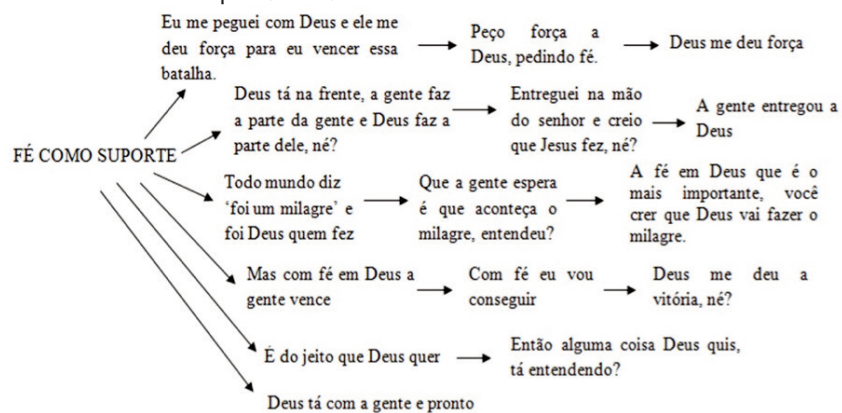 Eu me peguei com Deus e ele me
deu força para eu vencer essa
batalha.
Peço força a
Deus, pedindo fé.
Deus me deu força
Deus tá na frente, a gente faz
a parte da gente e Deus faz a
parte dele, né?
Entreguei na mão
do senhor e creio
que Jesus fez, né?
A gente entregou a
Deus
FÉ COMO SUPORTE
Todo mundo diz
‘foi um milagre’ e
foi Deus quem fez
Que a gente espera
é que aconteça o
milagre, entendeu?
A fé em Deus que é o
mais importante, você
crer que Deus vai fazer o
milagre.
Mas com fé em Deus a
gente vence
Com fé eu vou
conseguir
Deus me deu a
vitória, né?
É do jeito que Deus quer
Então alguma coisa Deus quis,
tá entendendo?
Deus tá com a gente e pronto